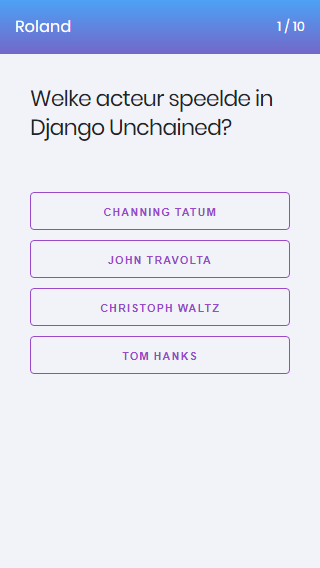 Roland
1 / 10
Welke acteur speelde in
Django Unchained?
CHANNING TATUM
JOHN TRAVOLTA
CHRISTOPH WALTZ
TOM HANKS